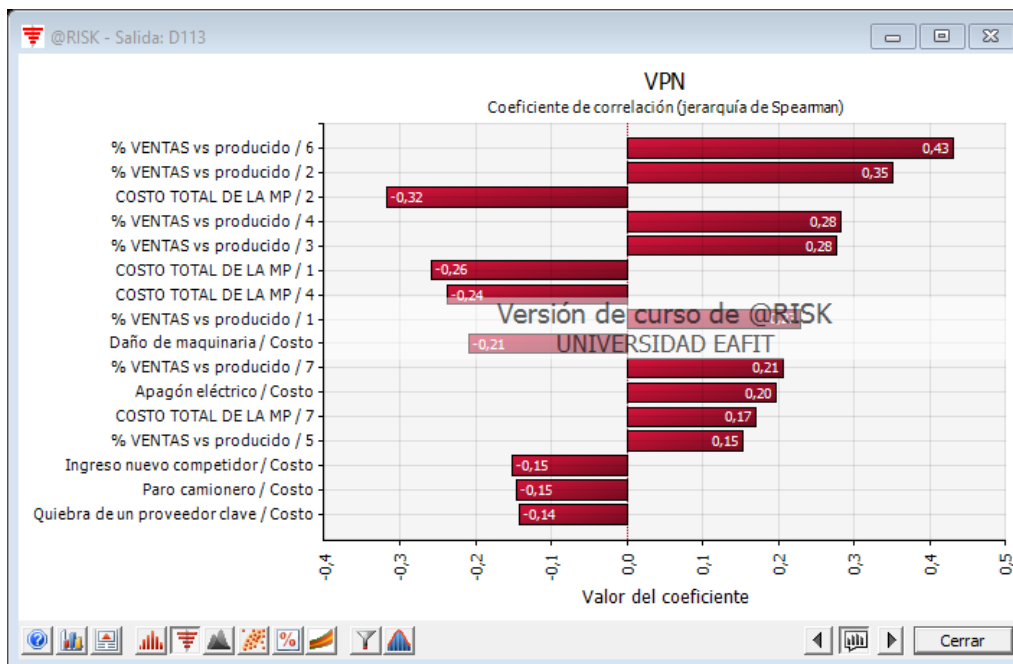 @RISK - Salida: D113
VPN
Coeficiente de correlación (jerarquía de Spearman)
% VENTAS vs producido / 6
0,43
% VENTAS vs producido / 2
0,35
COSTO TOTAL DE LA MP / 2
-0,32
% VENTAS vs producido / 4
0,28
% VENTAS vs producido / 3
0,28
COSTO TOTAL DE LA MP / 1
-0,26
COSTO TOTAL DE LA MP / 4
-0,24
% VENTAS vs producido / 1
Versión de curso de @RISK
Daño de maquinaria / Costo
-0,21
UNIVERSIDAD EAFIT
% VENTAS vs producido / 7
0,21
Apagón eléctrico / Costo
0,20
COSTO TOTAL DE LA MP / 7
0,17
% VENTAS vs producido / 5
0,15
Ingreso nuevo competidor / Costo
-0,15
Paro camionero / Costo
-0,15
Quiebra de un proveedor clave / Costo
-0,14
-0,4
-0,3
-0,2
-0,1
0,0
0,1
0,2
0,3
0,4
0,5
Valor del coeficiente
Cerrar